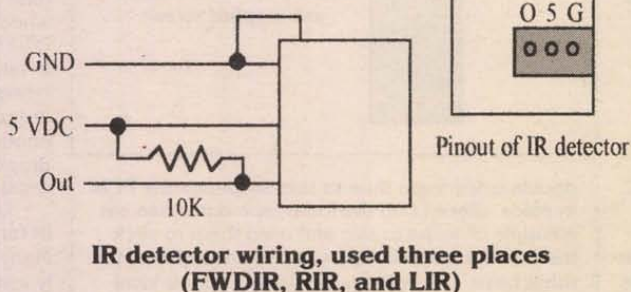 O 5 G
GND
5 VDC
Out
10K
Pinout of IR detector
IR detector wiring, used three places
(FWDIR, RIR, and LIR)